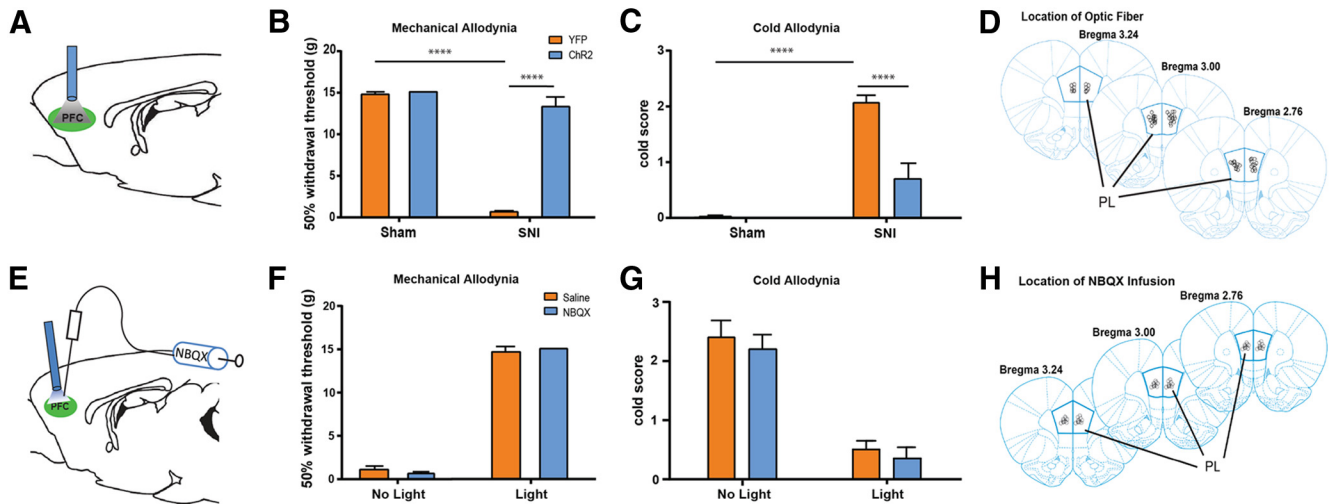 A
PFC
B
Mechanical Allodynia
50% withdrawal threshold (g)
20
15
10
5
0
****
****
YFP
ChR2
Sham
SNI
C
Cold Allodynia
cold score
3
2
1
0
****
****
Sham
SNI
D
Location of Optic Fiber
Bregma 3.24
Bregma 3.00
Bregma 2.76
PL
E
NBQX
PFC
F
Mechanical Allodynia
50% withdrawal threshold (g)
20
15
10
5
0
Saline
NBQX
No Light
Light
G
Cold Allodynia
cold score
3
2
1
0
No Light
Light
H
Location of NBQX Infusion
Bregma 2.76
Bregma 3.00
Bregma 3.24
PL